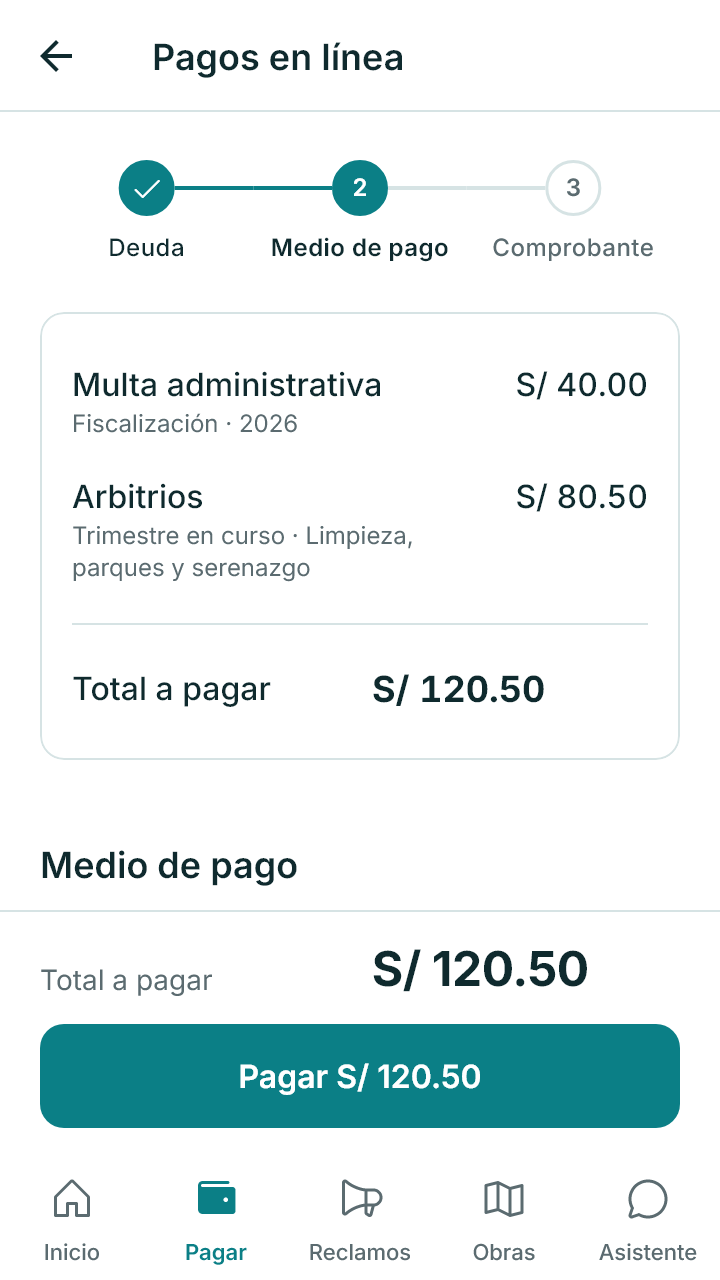 Pagos en línea
2
3
Deuda
Medio de pago
Comprobante
Multa administrativa
S/ 40.00
Fiscalización · 2026
Arbitrios
S/ 80.50
Trimestre en curso · Limpieza,
parques y serenazgo
Total a pagar
S/ 120.50
Medio de pago
Total a pagar
S/ 120.50
Pagar S/ 120.50
Inicio
Pagar
Reclamos
Obras
Asistente